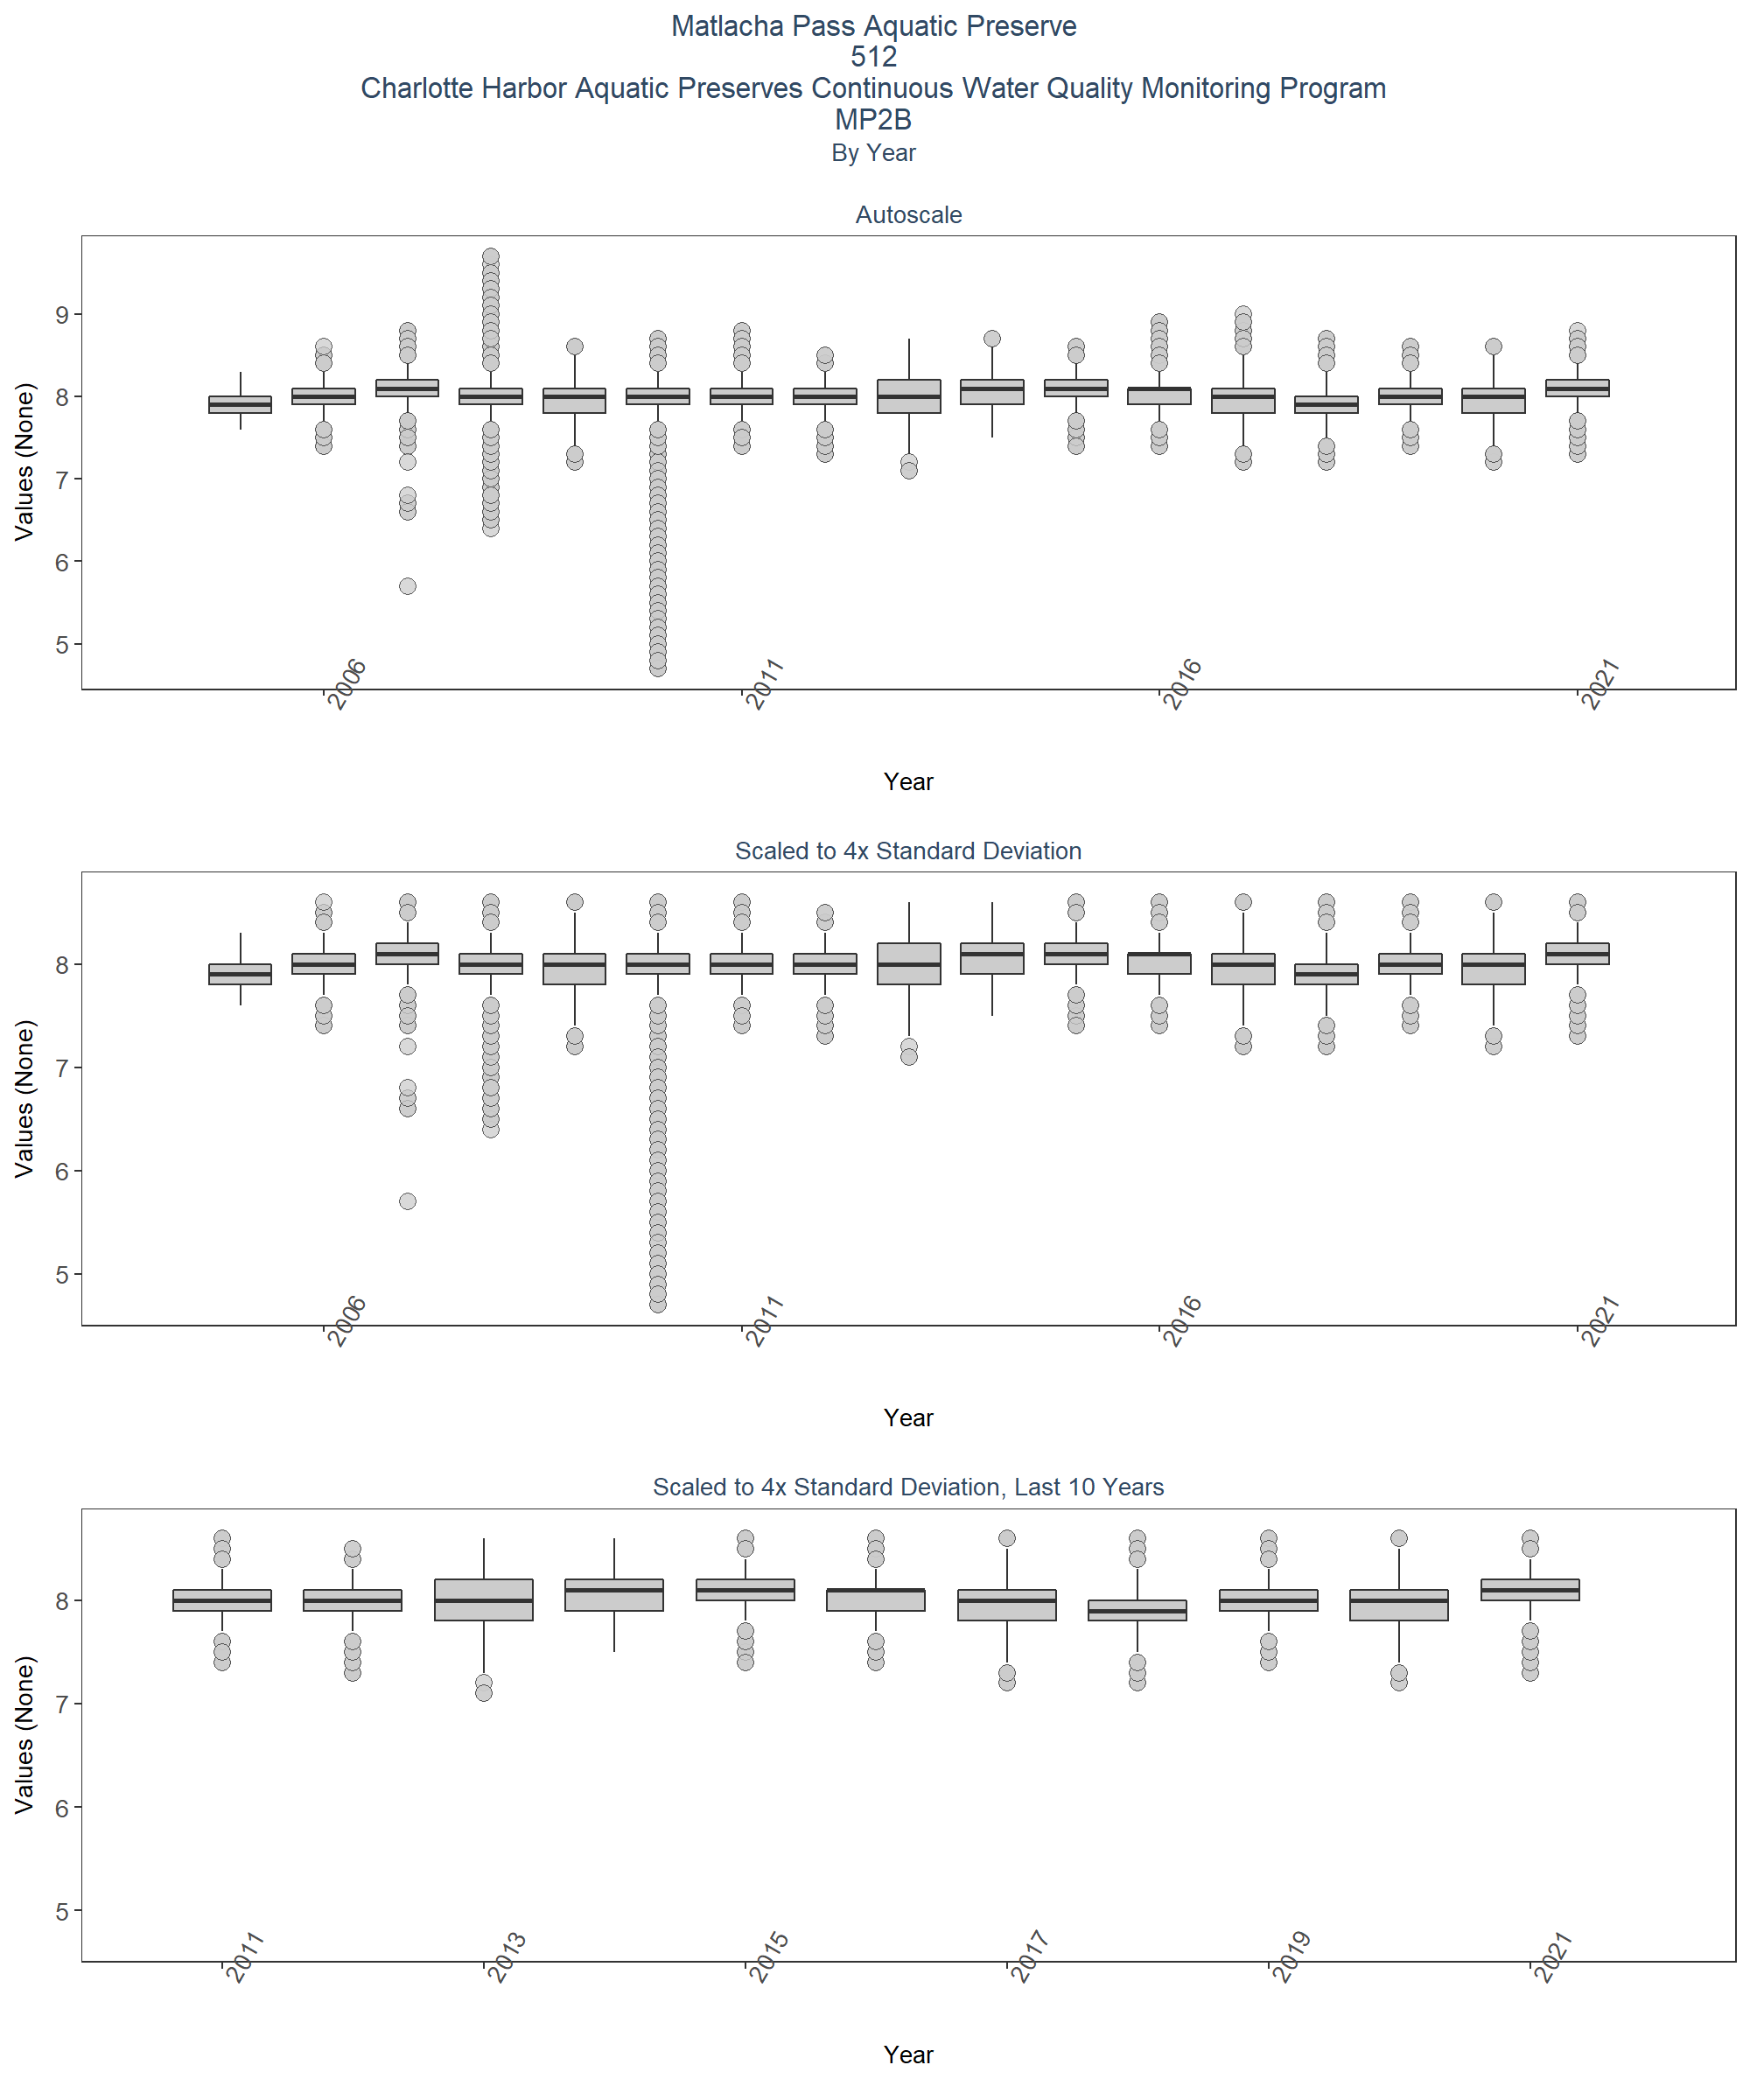 Matlacha Pass Aquatic Preserve
512
Charlotte Harbor Aquatic Preserves Continuous Water Quality Monitoring Program
MP2B
By Year
Autoscale
Values (None)
9
8
7
6
5
2006
2011
2016
2021
Year
Scaled to 4x Standard Deviation
Values (None)
8
7
6
5
2006
2011
2016
2021
Year
Scaled to 4x Standard Deviation, Last 10 Years
Values (None)
8
7
6
5
2011
2013
2015
2017
2019
2021
Year